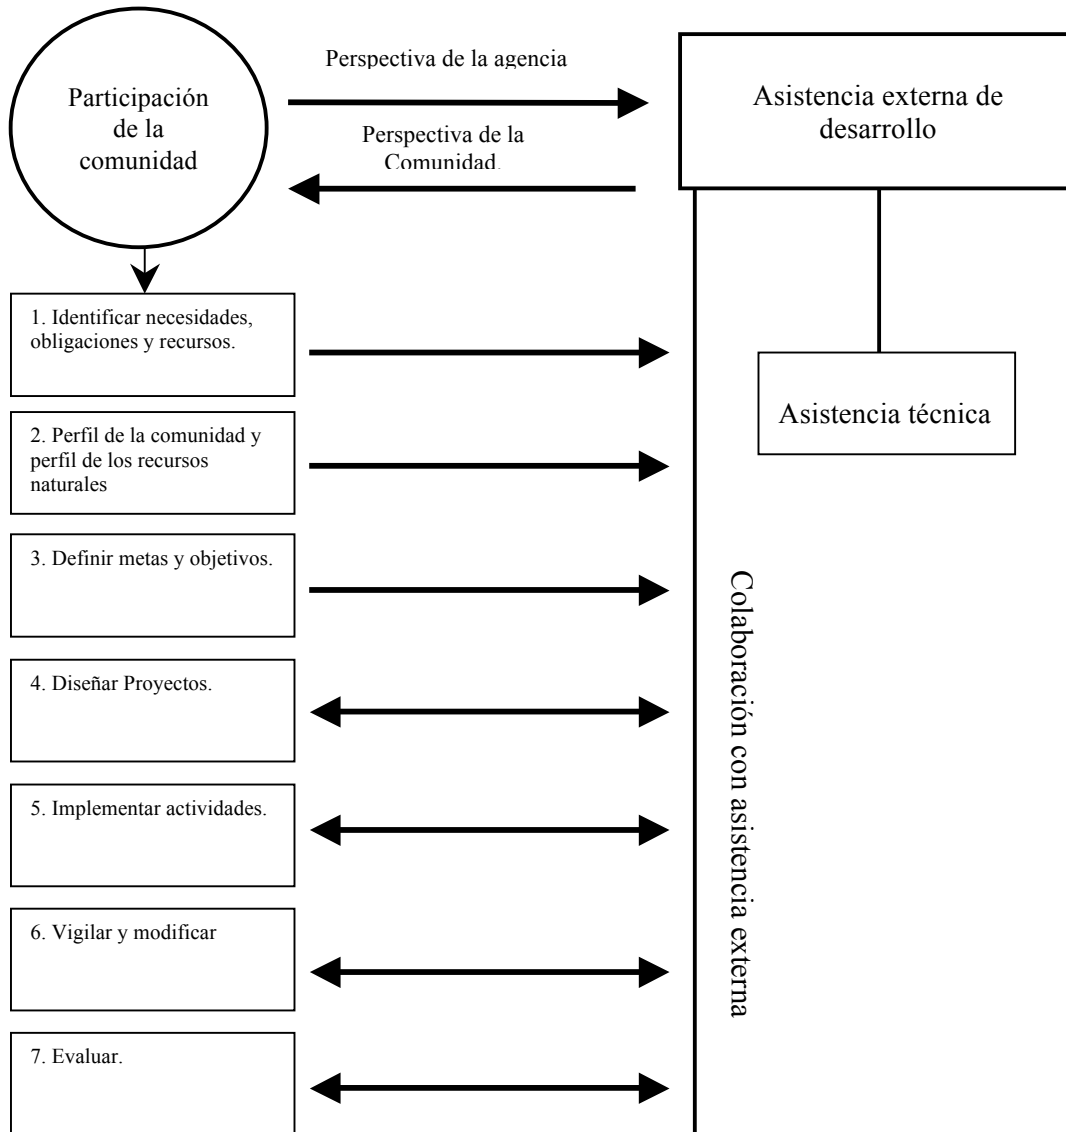 Perspectiva de la agencia
Participación
de la
comunidad
Asistencia externa de
desarrollo
Perspectiva de la
Comunidad.
1. Identificar necesidades,
obligaciones y recursos.
Asistencia técnica
2. Perfil de la comunidad y
perfil de los recursos
naturales
3. Definir metas y objetivos.
Colaboración con asistencia externa
4. Diseñar Proyectos.
5. Implementar actividades.
6. Vigilar y modificar
7. Evaluar.